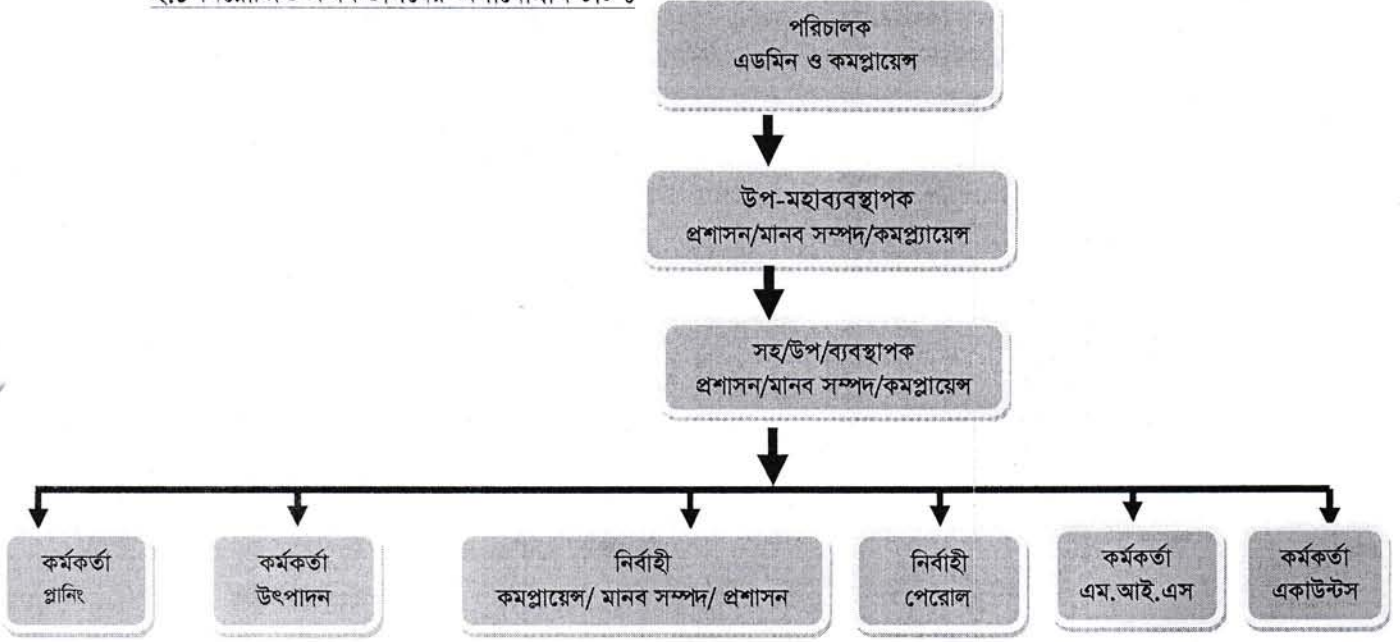 পরিচালক
এডমিন ও কমপ্লায়েন্স
উপ-মহাব্যবস্থাপক
প্রশাসন/মানব সম্পদ/কমপ্ল্যায়েন্স
সহ/উপ/ব্যবস্থাপক
প্রশাসন/মানব সম্পদ/কমপ্লায়েন্স
কর্মকর্তা
প্লানিং
কর্মকর্তা
উৎপাদন
নির্বাহী
কমপ্লায়েন্স/ মানব সম্পদ/ প্রশাসন
নির্বাহী
পেরোল
কর্মকর্তা
এম.আই.এস
কর্মকর্তা
একাউন্টস